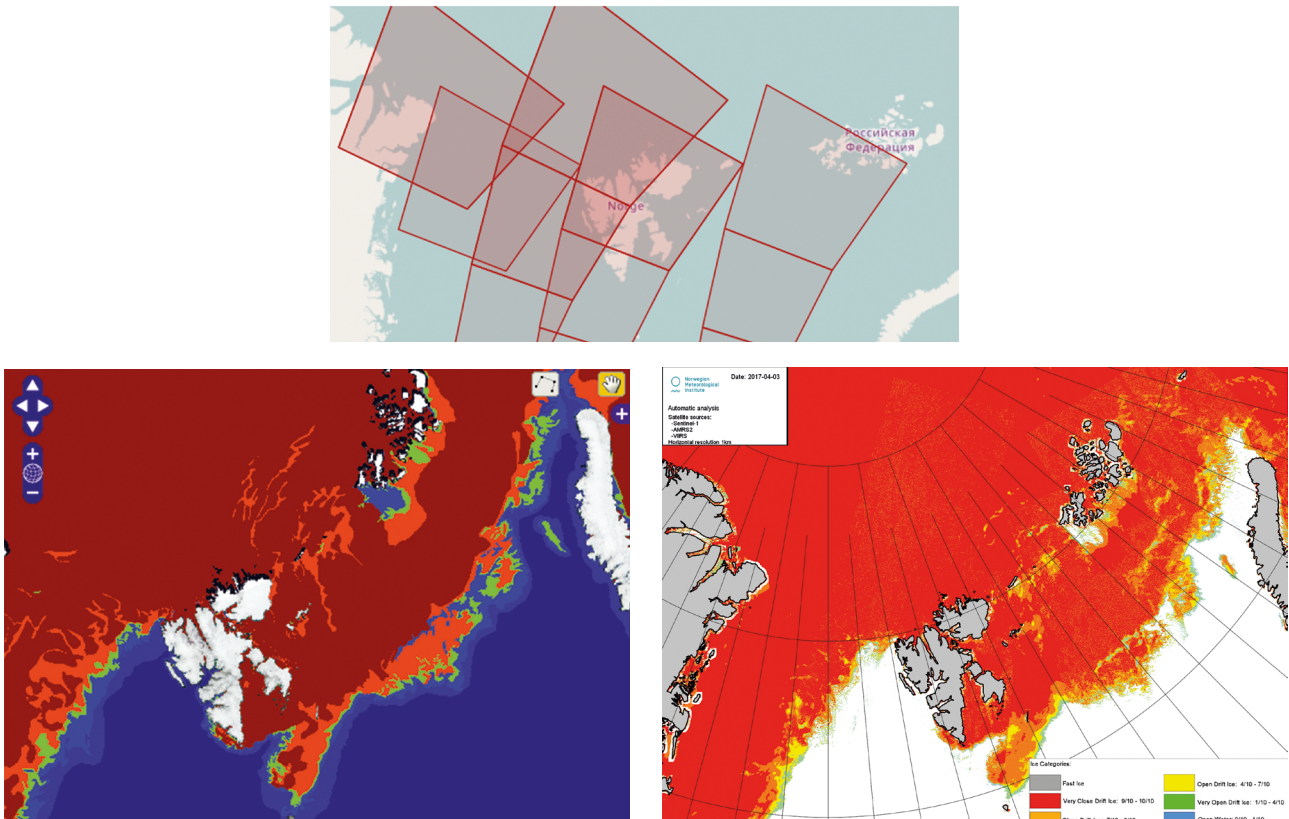 Российская
Федерация
Norge
Norwegian
Meteorological
Institute
Date: 2017-04-03
Automatic analysis
Satellite sources:
-Sentinel-1
-AMRS2
-VIIRS
Horizontal resolution 1km
Ice Categories:
Fast Ice
Open Drift Ice: 4/10 - 7/10
Very Close Drift Ice: 9/10 - 10/10
Very Open Drift Ice: 1/10 - 4/10